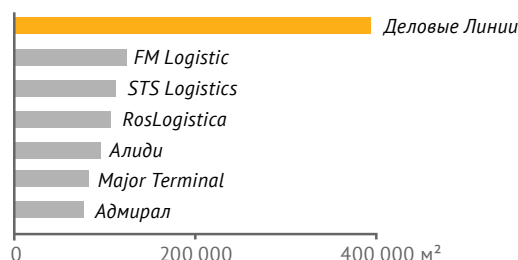 Деловые Линии
FM Logistic
STS Logistics
RosLogistica
Алиди
Major Terminal
Адмирал
0 200 000 400 000 м²